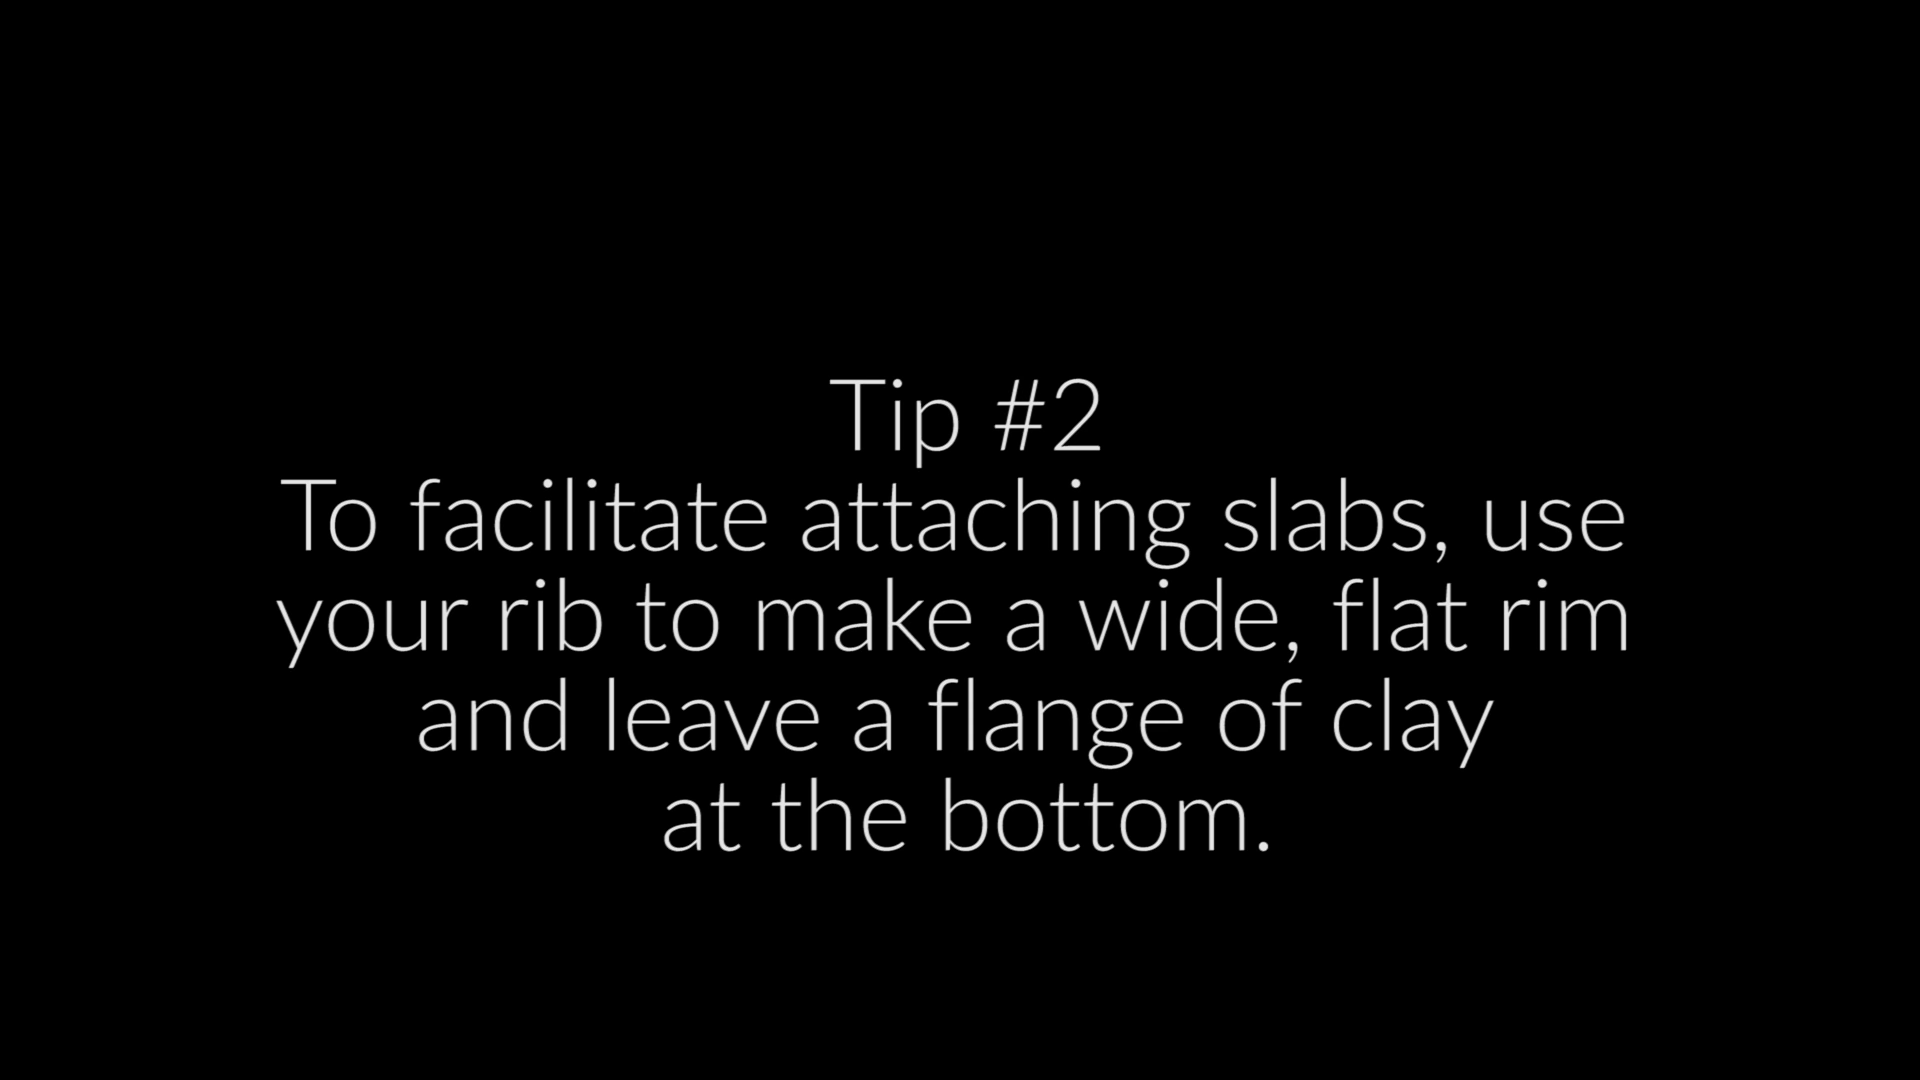 Tip #2
To facilitate attaching slabs, use
your rib to make a wide, flat rim
and leave a flange of clay
at the bottom.